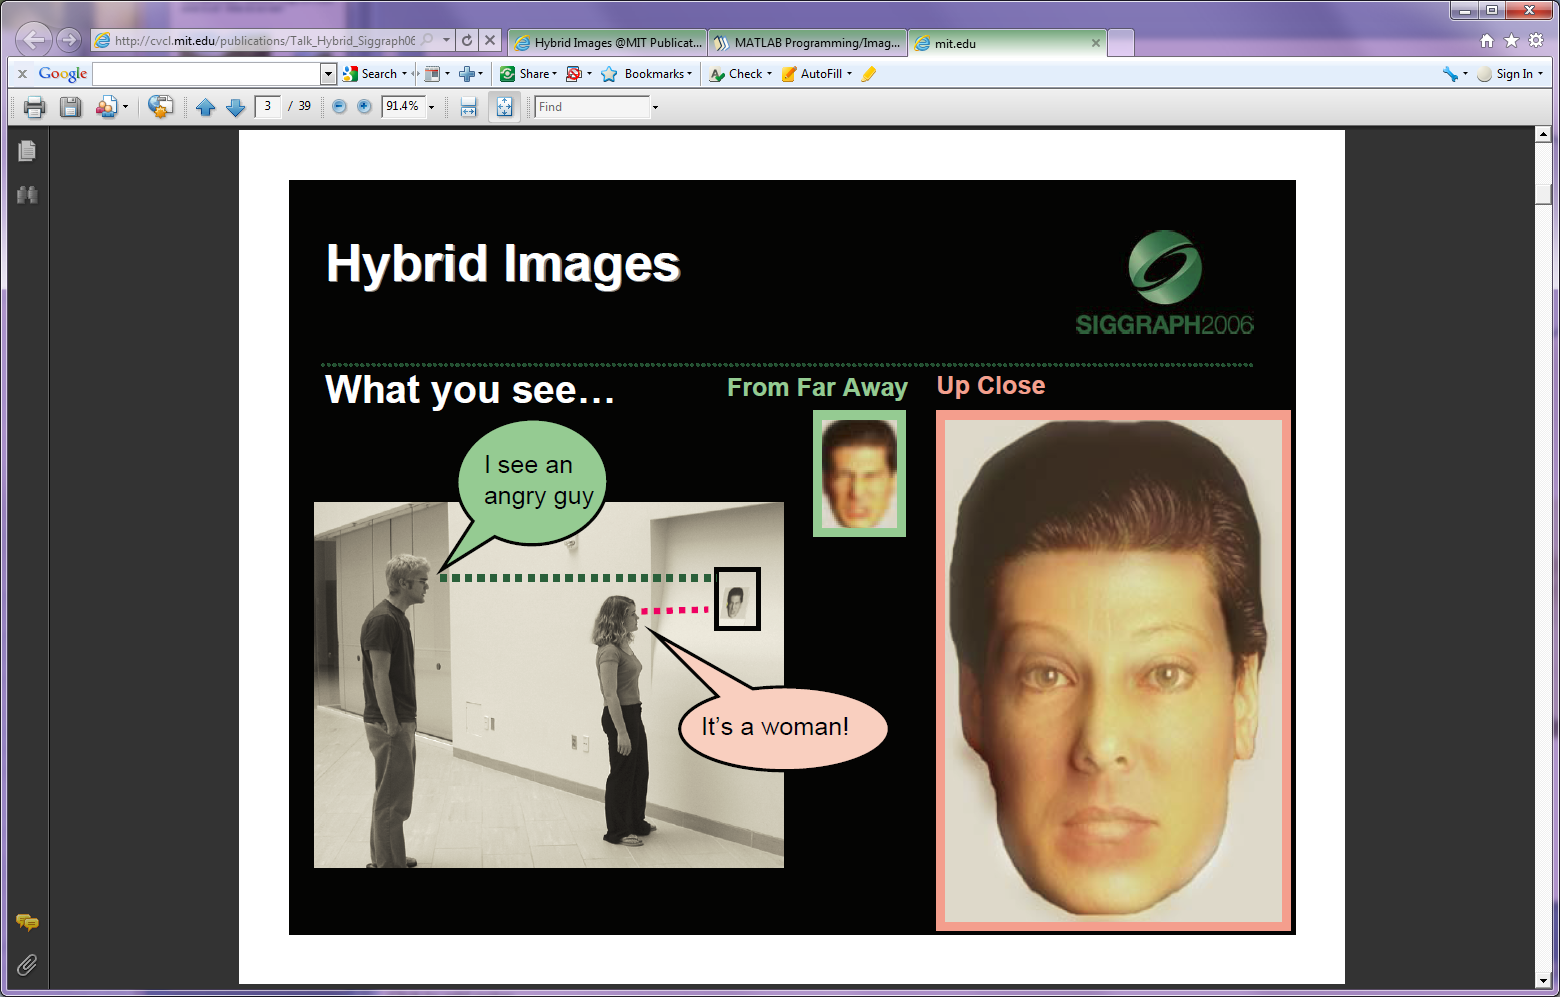 http://cvcl.mit.edu/publications/Talk_Hybrid_Siggraph06
Hybrid Images @MIT Publicat...
MATLAB Programming/Imag...
mit.edu
Google
Search
Share
Bookmarks
Check
AutoFill
Sign In
3 / 39
91.4%
Find
Hybrid Images
SIGGRAPH2006
What you see…
From Far Away
Up Close
I see an
angry guy
It's a woman!